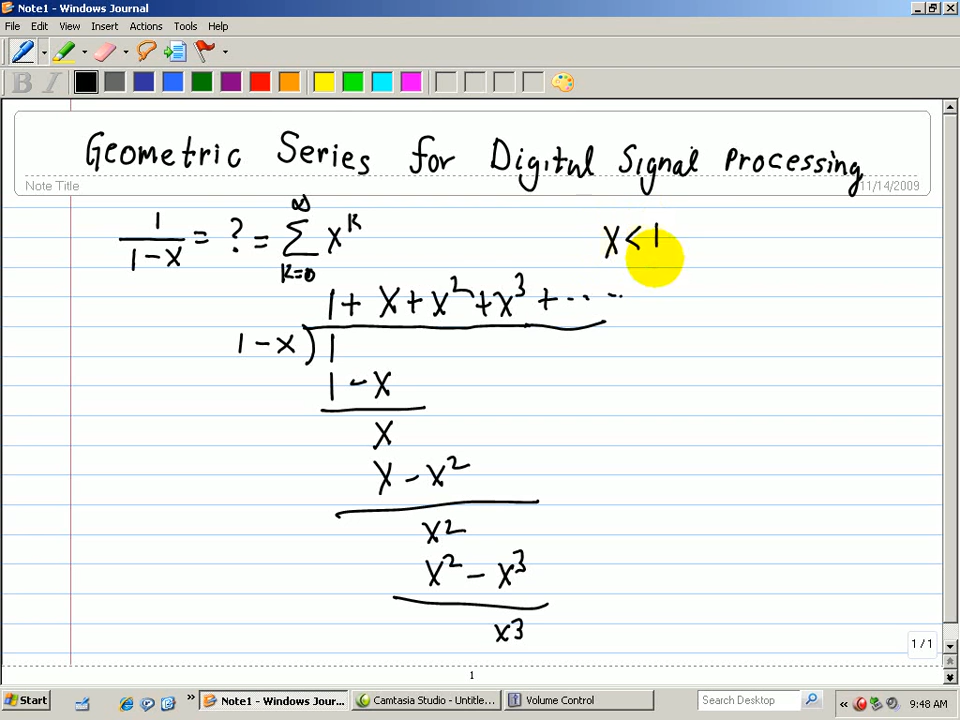 Note1 - Windows Journal
File Edit View Insert Actions Tools Help
B I
Geometric Series for Digital Signal Processing
Note Title 11/14/2009
1/(1-x) = ? = ∑_{k=0}^{∞} x^k x < 1
1 + x + x² + x³ + ...
1 - x ) 1
1 - x
x
x - x²
x²
x² - x³
x³
1 / 1
1
Start » Note1 - Windows Jour... Camtasia Studio - Untitle... Volume Control Search Desktop « 9:48 AM